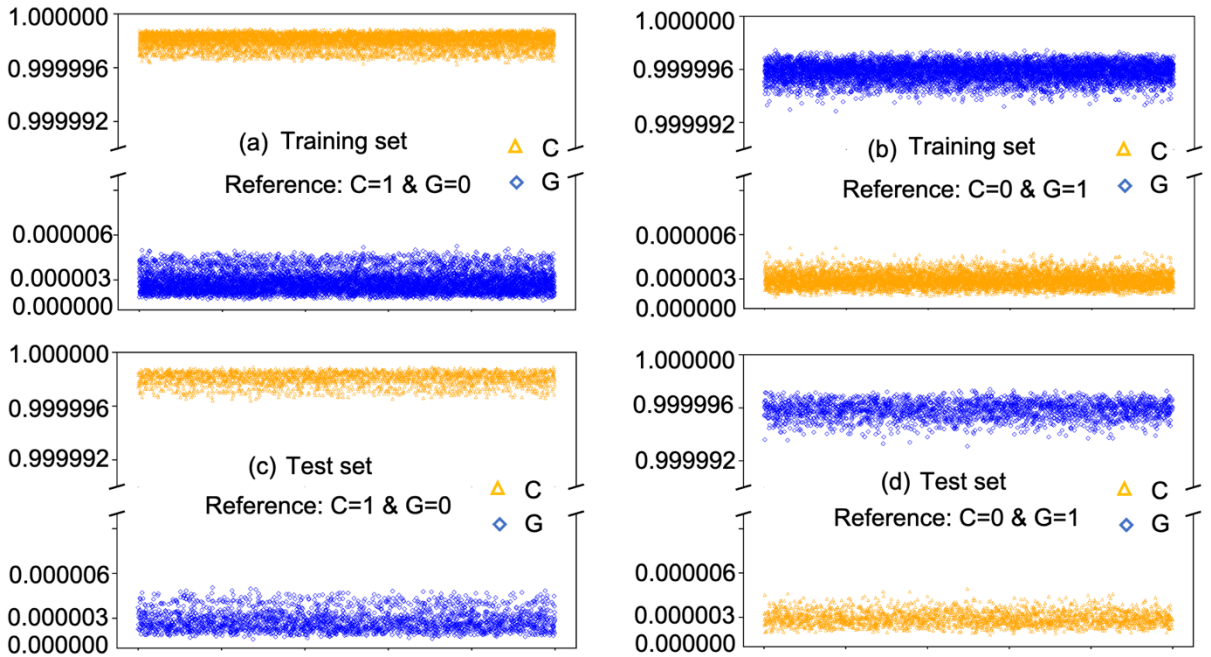 1.000000
0.999996
0.999992
(a) Training set
C
Reference: C=1 & G=0
G
0.000006
0.000003
0.000000
1.000000
0.999996
0.999992
(b) Training set
C
Reference: C=0 & G=1
G
0.000006
0.000003
0.000000
1.000000
0.999996
0.999992
(c) Test set
C
Reference: C=1 & G=0
G
0.000006
0.000003
0.000000
1.000000
0.999996
0.999992
(d) Test set
C
Reference: C=0 & G=1
G
0.000006
0.000003
0.000000